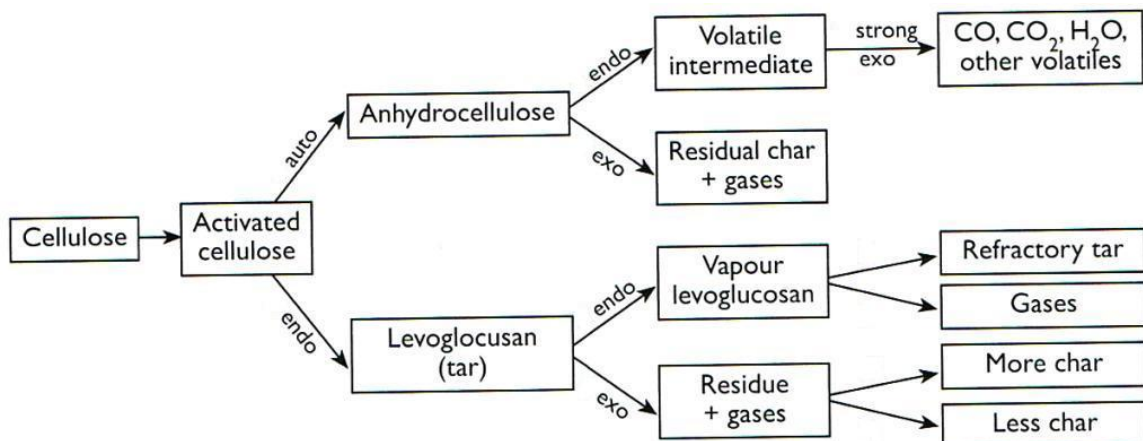 Cellulose
Activated
cellulose
auto
endo
Anhydrocellulose
endo
exo
Volatile
intermediate
strong
exo
CO, CO₂, H₂O,
other volatiles
Residual char
+ gases
Levoglocusan
(tar)
endo
exo
Vapour
levoglucosan
Refractory tar
Gases
Residue
+ gases
More char
Less char